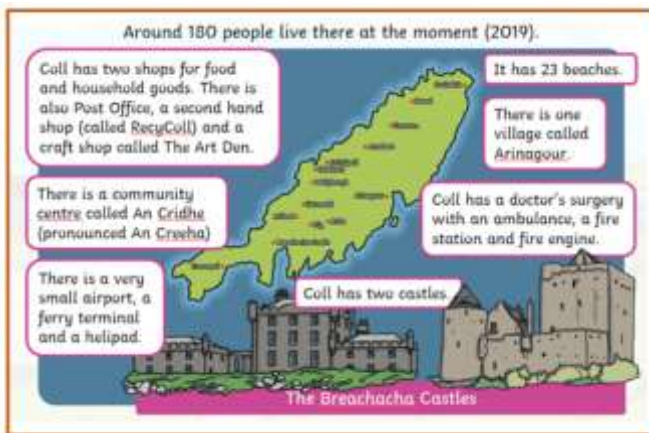 Around 180 people live there at the moment (2019).
Coll has two shops for food
and household goods. There is
also Post Office, a second hand
shop (called RecyColl) and a
craft shop called The Art Den.
It has 23 beaches.
There is one
village called
Arinagour.
There is a community
centre called An Cridhe
(pronounced An Creeha)
Coll has a doctor's surgery
with an ambulance, a fire
station and fire engine.
There is a very
small airport, a
ferry terminal
and a helipad.
Coll has two castles.
The Breachacha Castles